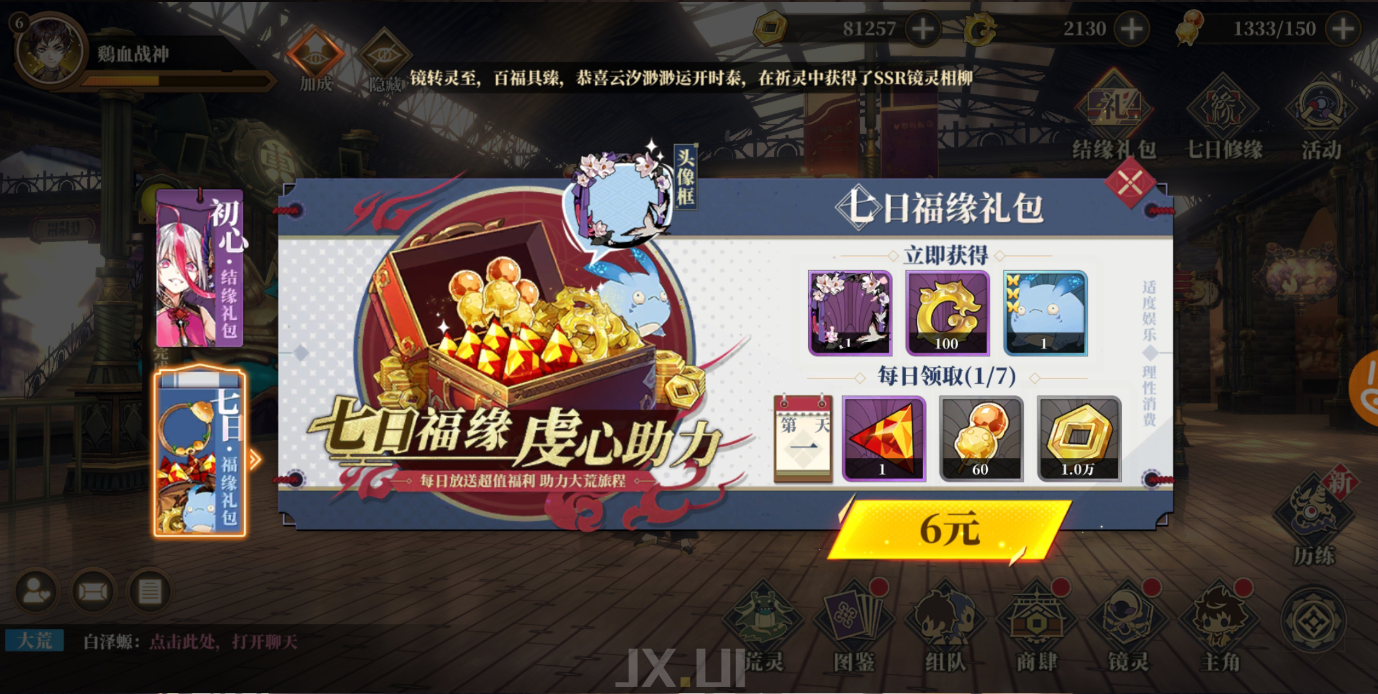 6
鷄血战神
加成
隐藏
81257
2130
1333/150
镜转灵至，百福具臻，恭喜云汐渺渺运开时泰，在祈灵中获得了SSR镜灵相柳
礼
结缘礼包
七日修缘
活动
初心·结缘礼包
七日·福缘礼包
头像框
七日福缘礼包
立即获得
1
100
1
每日领取(1/7)
第一天
1
60
1.0万
适度娱乐
理性消费
七日福缘 虔心助力
每日放送超值福利 助力大荒旅程
6元
新
历练
大荒
白泽螈：点击此处，打开聊天
荒灵
图鉴
组队
商肆
镜灵
主角
JX.UI